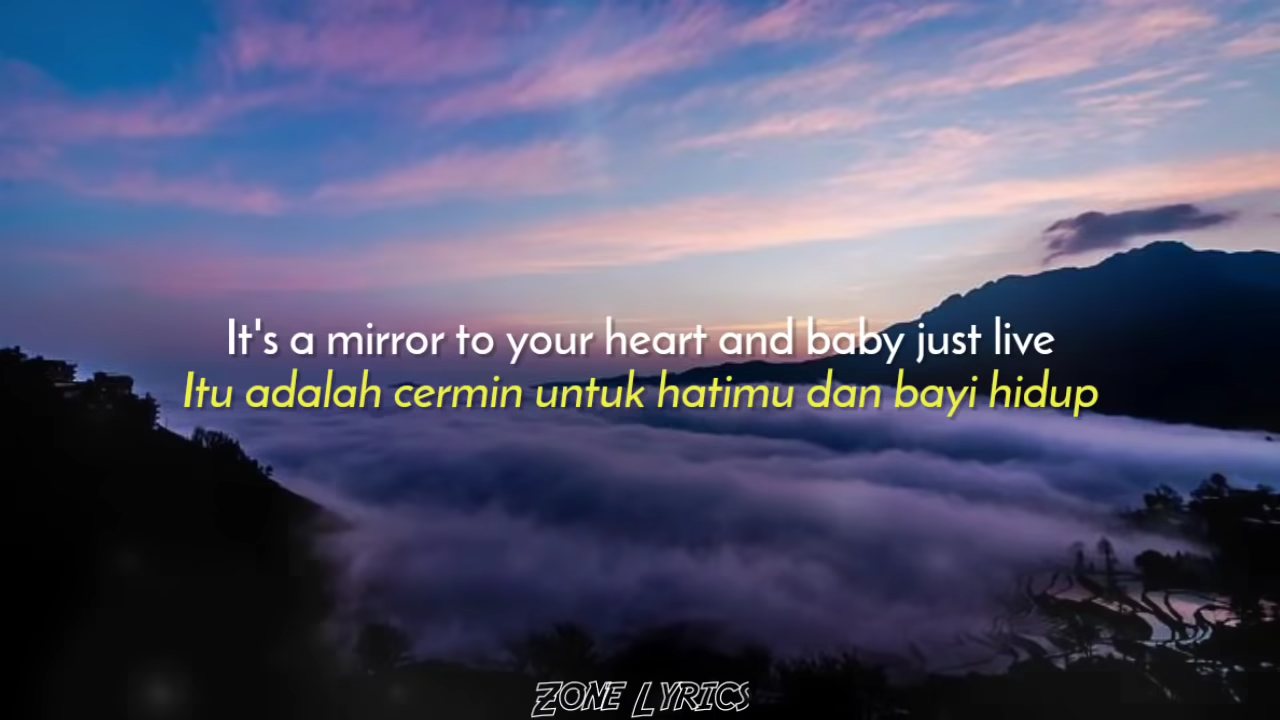 It's a mirror to your heart and baby just live
Itu adalah cermin untuk hatimu dan bayi hidup
ZONE LYRICS